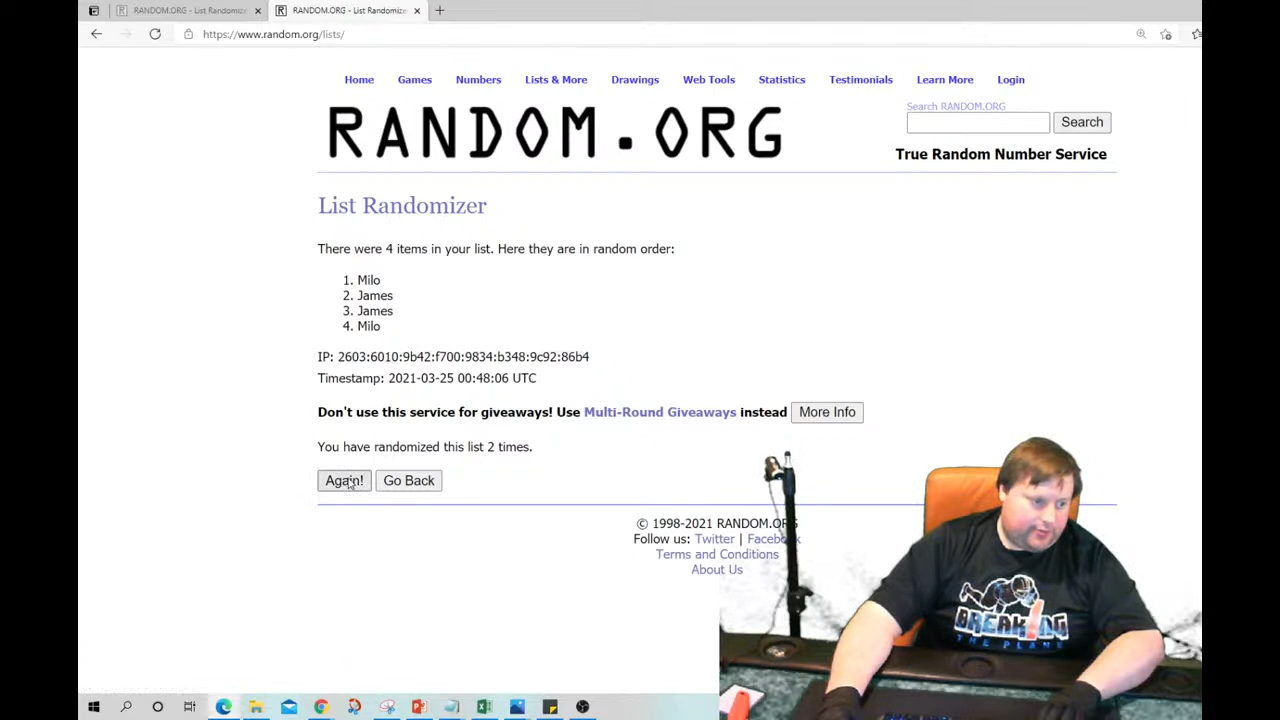 RANDOM.ORG - List Randomize
RANDOM.ORG - List Randomize
https://www.random.org/lists/
Home Games Numbers Lists & More Drawings Web Tools Statistics Testimonials Learn More Login
Search RANDOM.ORG
Search
RANDOM.ORG
True Random Number Service
List Randomizer
There were 4 items in your list. Here they are in random order:
1. Milo
2. James
3. James
4. Milo
IP: 2603:6010:9b42:f700:9834:b348:9c92:86b4
Timestamp: 2021-03-25 00:48:06 UTC
Don't use this service for giveaways! Use Multi-Round Giveaways instead More Info
You have randomized this list 2 times.
Again! Go Back
© 1998-2021 RANDOM.ORG
Follow us: Twitter | Facebook
Terms and Conditions
About Us
BREAKING
THE PLANE